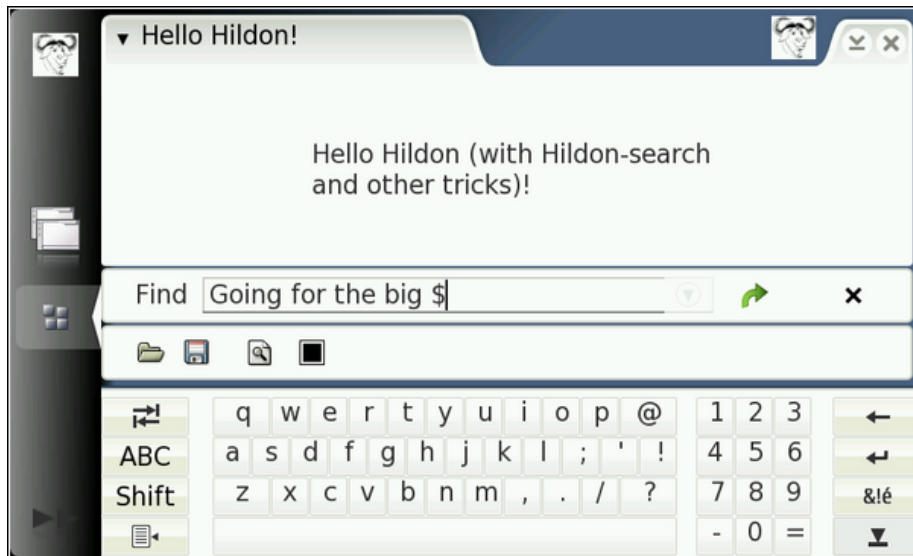 Hello Hildon!
Hello Hildon (with Hildon-search
and other tricks)!
Find Going for the big $
q w e r t y u i o p @ 1 2 3
ABC a s d f g h j k l ; ' ! 4 5 6
Shift z x c v b n m , . / ? 7 8 9 &!é
- 0 =